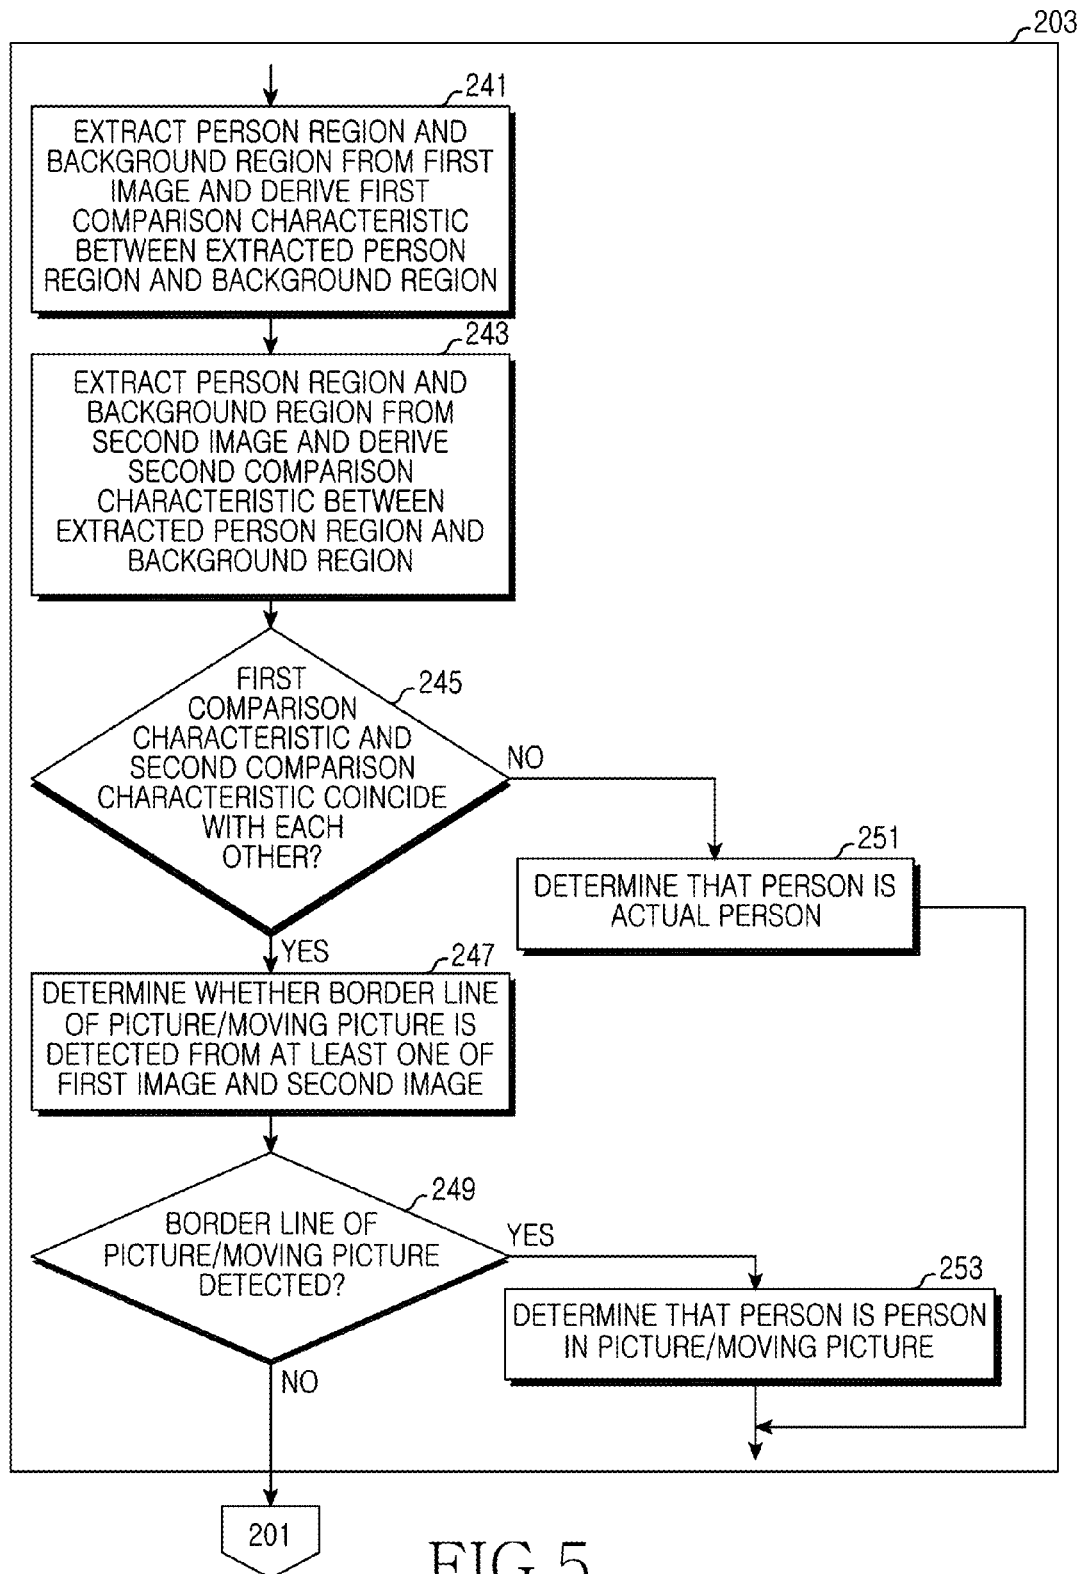 203
241
EXTRACT PERSON REGION AND
BACKGROUND REGION FROM FIRST
IMAGE AND DERIVE FIRST
COMPARISON CHARACTERISTIC
BETWEEN EXTRACTED PERSON
REGION AND BACKGROUND REGION
243
EXTRACT PERSON REGION AND
BACKGROUND REGION FROM
SECOND IMAGE AND DERIVE
SECOND COMPARISON
CHARACTERISTIC BETWEEN
EXTRACTED PERSON REGION AND
BACKGROUND REGION
245
FIRST
COMPARISON
CHARACTERISTIC AND
SECOND COMPARISON
CHARACTERISTIC COINCIDE
WITH EACH
OTHER?
NO
251
DETERMINE THAT PERSON IS
ACTUAL PERSON
YES
247
DETERMINE WHETHER BORDER LINE
OF PICTURE/MOVING PICTURE IS
DETECTED FROM AT LEAST ONE OF
FIRST IMAGE AND SECOND IMAGE
249
BORDER LINE OF
PICTURE/MOVING PICTURE
DETECTED?
YES
253
DETERMINE THAT PERSON IS PERSON
IN PICTURE/MOVING PICTURE
NO
201
FIG.5